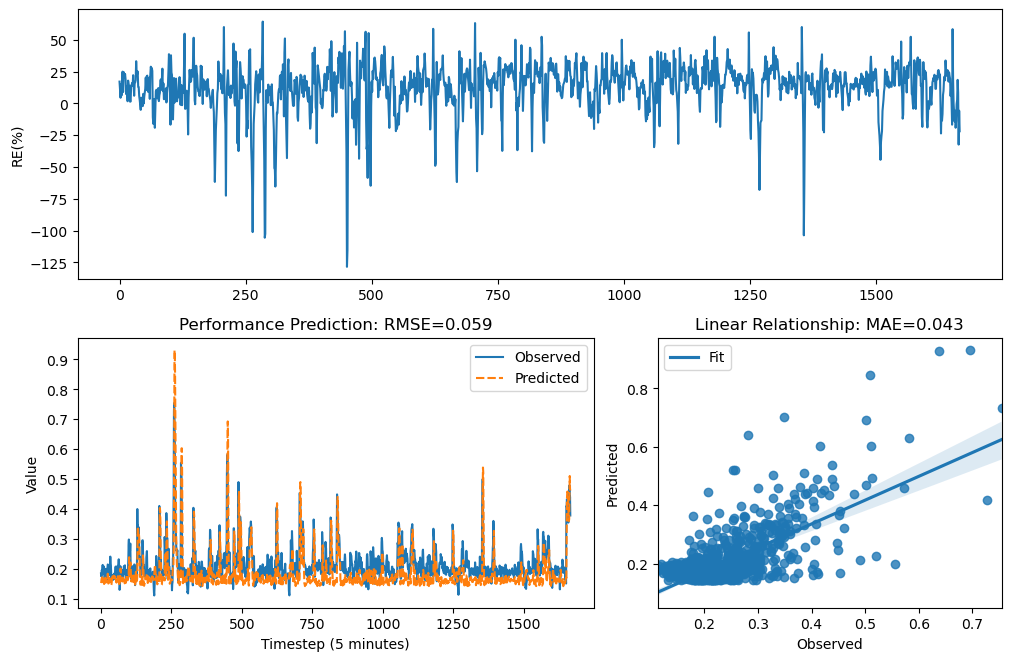 50
25
0
−25
−50
−75
−100
−125
RE(%)
0 250 500 750 1000 1250 1500
Performance Prediction: RMSE=0.059
Observed
Predicted
0.9
0.8
0.7
0.6
0.5
0.4
0.3
0.2
0.1
Value
0 250 500 750 1000 1250 1500
Timestep (5 minutes)
Linear Relationship: MAE=0.043
Fit
0.8
0.6
0.4
0.2
Predicted
0.2 0.3 0.4 0.5 0.6 0.7
Observed